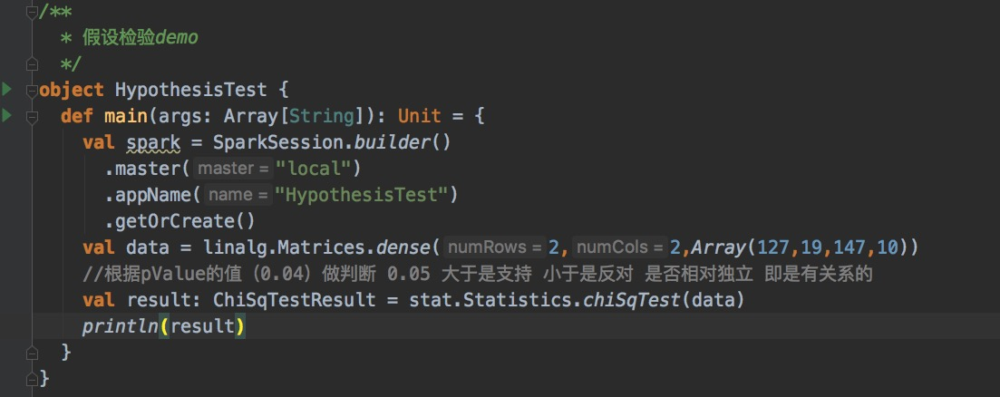 /**
 * 假设检验demo
 */
object HypothesisTest {
  def main(args: Array[String]): Unit = {
    val spark = SparkSession.builder()
      .master( master = "local")
      .appName( name = "HypothesisTest")
      .getOrCreate()
    val data = linalg.Matrices.dense( numRows = 2, numCols = 2,Array(127,19,147,10))
    //根据pValue的值（0.04）做判断 0.05 大于是支持 小于是反对 是否相对独立 即是有关系的
    val result: ChiSqTestResult = stat.Statistics.chiSqTest(data)
    println(result)
  }
}